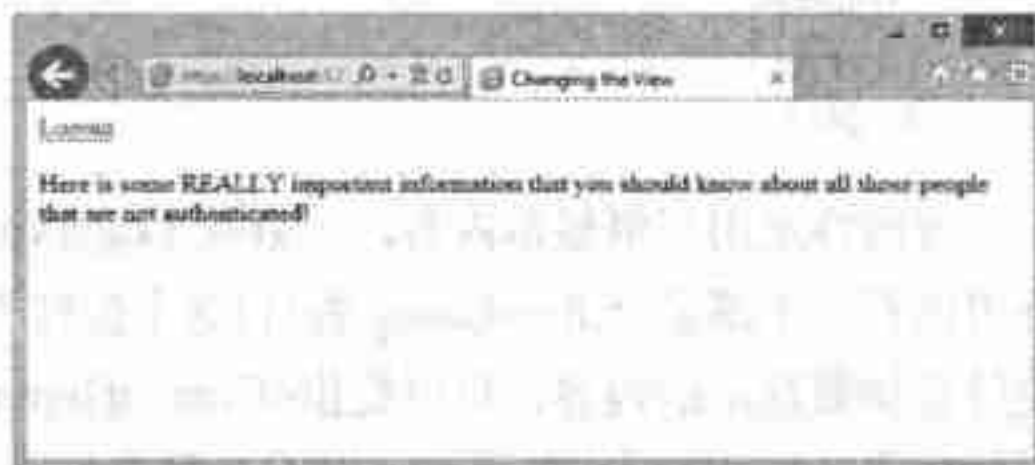 localhost
Changing the View
Logout
Here is some REALLY important information that you should know about all those people
that are not authenticated!